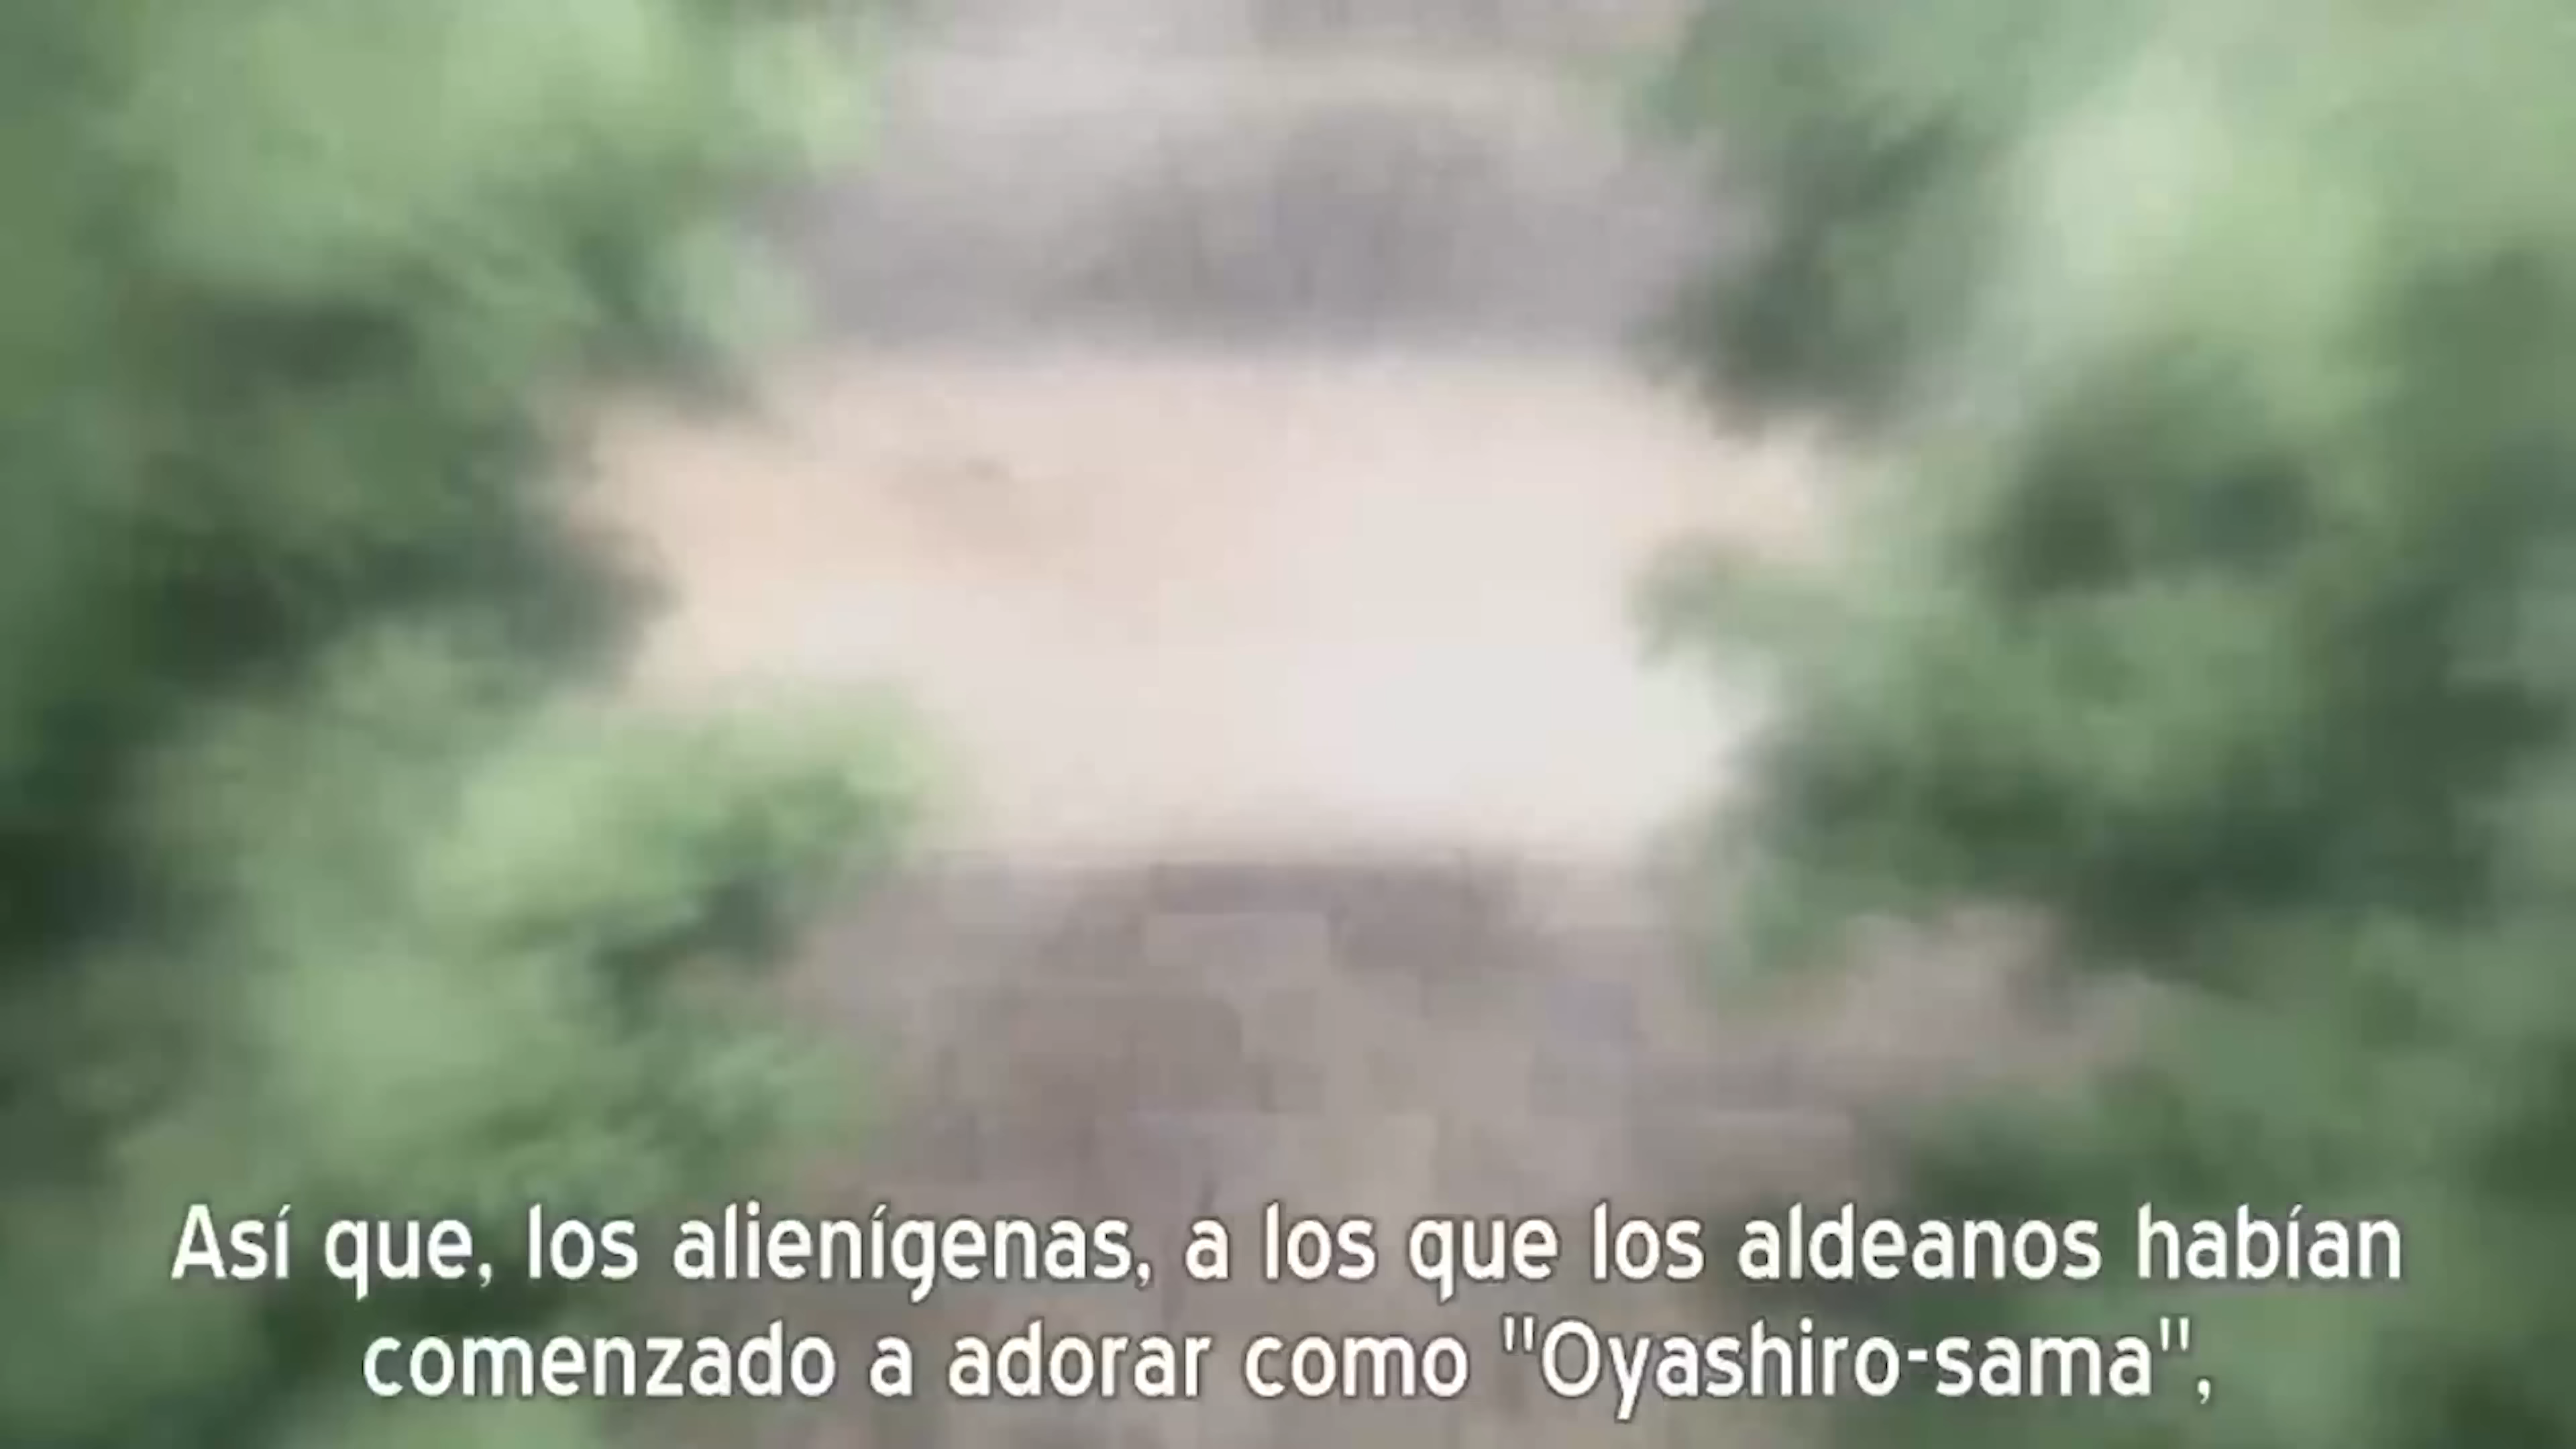 Así que, los alienígenas, a los que los aldeanos habían
comenzado a adorar como "Oyashiro-sama",